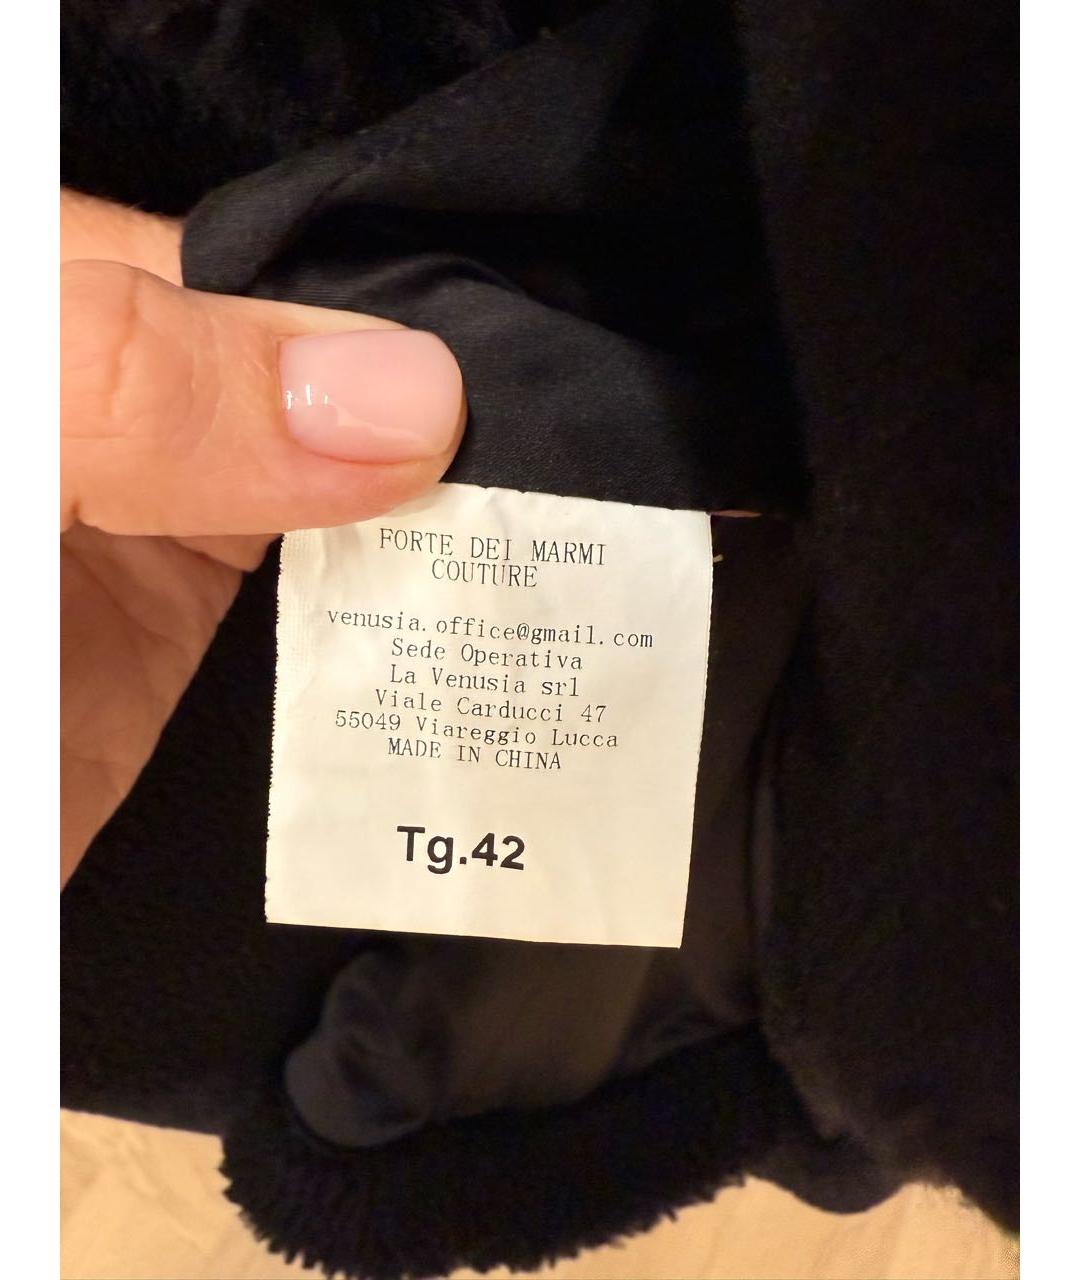 FORTE DEI MARMI
COUTURE
venusia.office@gmail.com
Sede Operativa
La Venusia srl
Viale Carducci 47
55049 Viareggio Lucca
MADE IN CHINA
Tg.42